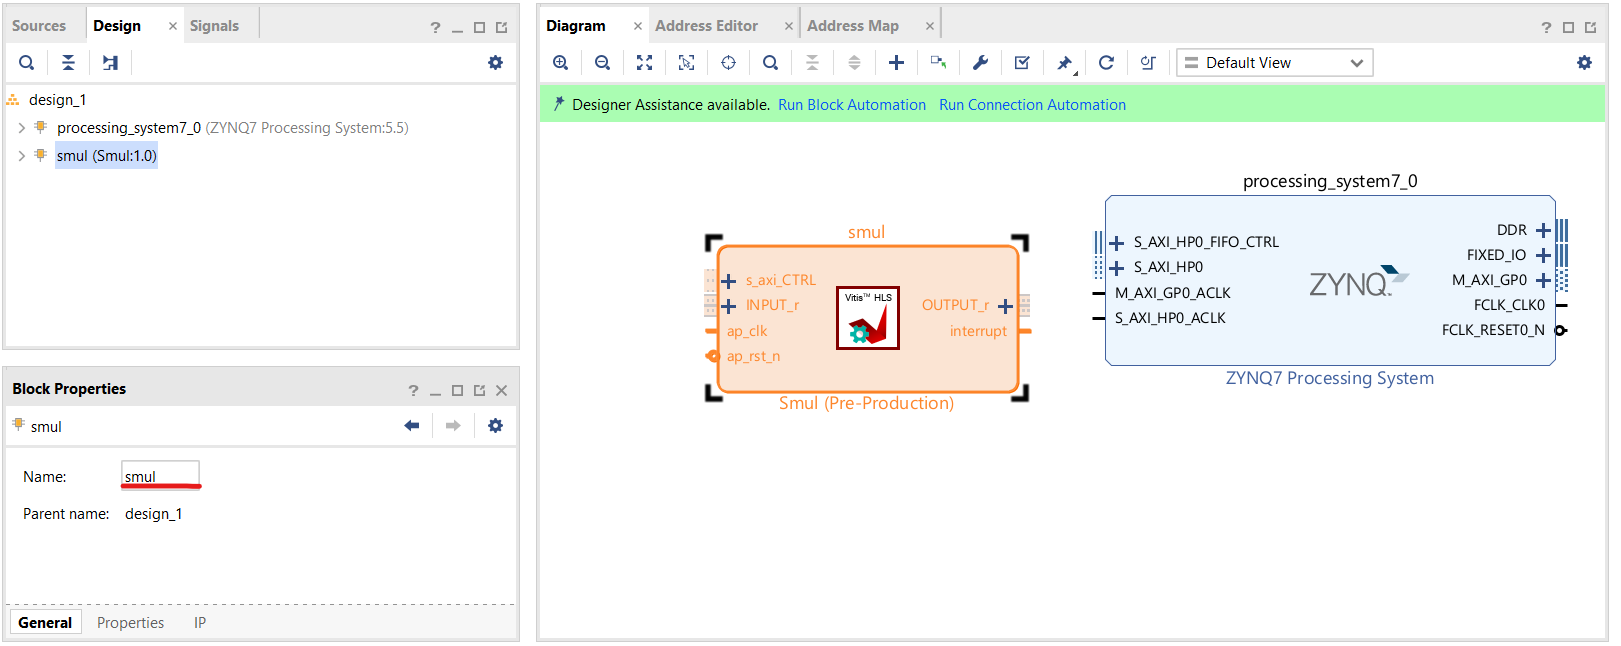 Sources
Design
Signals
design_1
processing_system7_0 (ZYNQ7 Processing System:5.5)
smul (Smul:1.0)
Block Properties
smul
Name: smul
Parent name: design_1
General Properties IP
Diagram
Address Editor
Address Map
Default View
Designer Assistance available. Run Block Automation Run Connection Automation
smul
s_axi_CTRL
INPUT_r
ap_clk
ap_rst_n
Vitis™ HLS
OUTPUT_r
interrupt
Smul (Pre-Production)
processing_system7_0
S_AXI_HP0_FIFO_CTRL
S_AXI_HP0
M_AXI_GP0_ACLK
S_AXI_HP0_ACLK
ZYNQ
DDR
FIXED_IO
M_AXI_GP0
FCLK_CLK0
FCLK_RESET0_N
ZYNQ7 Processing System